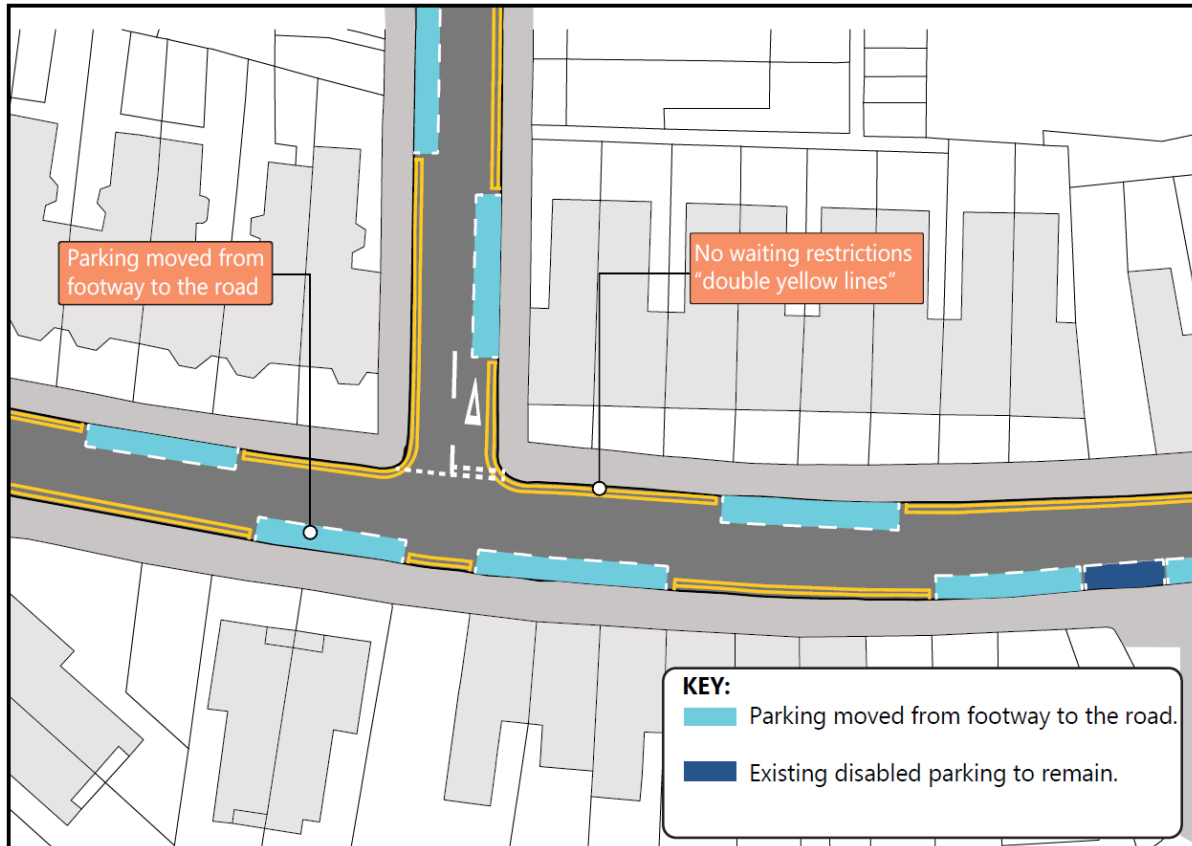 Parking moved from
footway to the road
No waiting restrictions
"double yellow lines"
KEY:
Parking moved from footway to the road.
Existing disabled parking to remain.